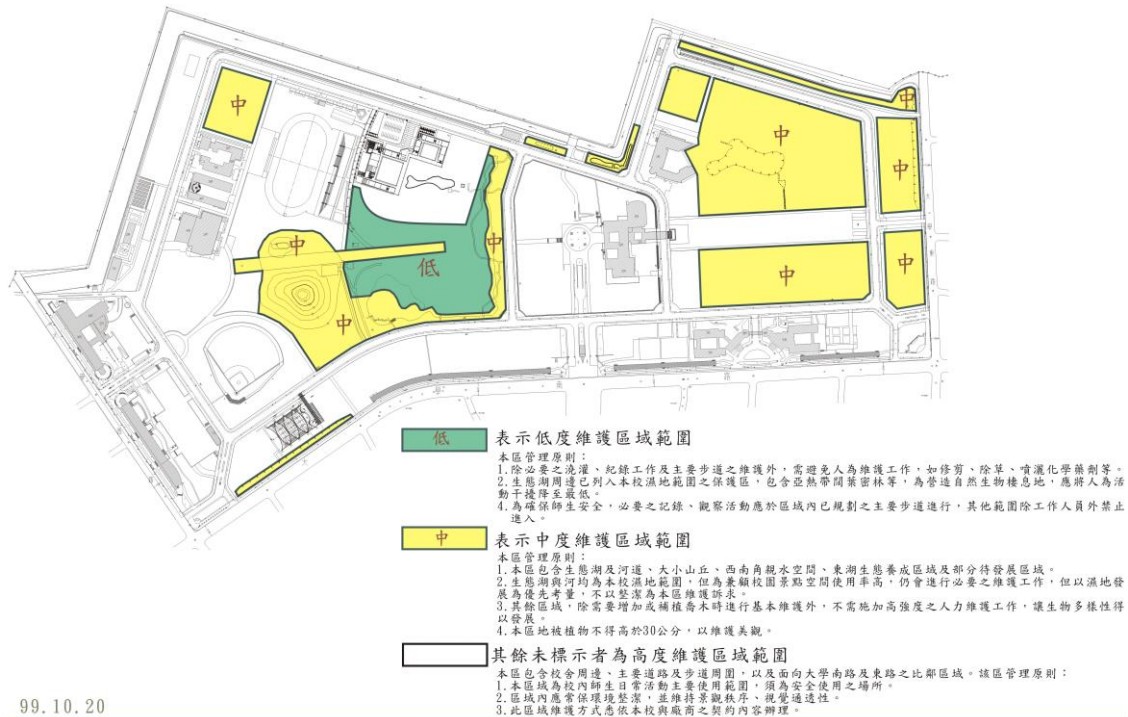 中
中
中
中
中
中
中
低
中
中
中
低
表示低度維護區域範圍
本區管理原則：
1.除必要之澆灌、紀錄工作及主要步道之維護外，需避免人為維護工作，如修剪、除草、噴灑化學藥劑等。
2.生態湖周邊已列入本校濕地範圍之保護區，包含亞熱帶闊葉密林等，為營造自然生物棲息地，應將人為活
動干擾降至最低。
4.為確保師生安全，必要之記錄、觀察活動應於區域內已規劃之主要步道進行，其他範圍除工作人員外禁止
進入。
中
表示中度維護區域範圍
本區管理原則：
1.本區包含生態湖及河道、大小山丘、西南角親水空間、東湖生態養成區域及部分待發展區域。
2.生態湖與河均為本校濕地範圍，但為兼顧校園景點空間使用率高，仍會進行必要之維護工作，但以濕地發
展為優先考量，不以整潔為本區維護訴求。
3.其餘區域，除需要增加或補植喬木時進行基本維護外，不需施加高強度之人力維護工作，讓生物多樣性得
以發展。
4.本區地被植物不得高於30公分，以維護美觀。
其餘未標示者為高度維護區域範圍
本區包含校舍周邊、主要道路及步道周圍，以及面向大學南路及東路之比鄰區域。該區管理原則：
1.本區域為校內師生日常活動主要使用範圍，須為安全使用之場所。
2.區域內應常保環境整潔，並維持景觀秩序、視覺通透性。
3.此區域維護方式悉依本校與廠商之契約內容辦理。
99.10.20